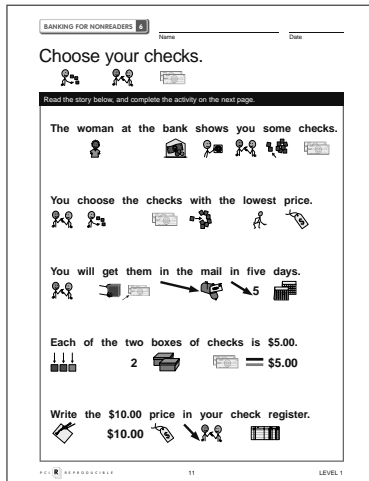 BANKING FOR NONREADERS 6
Name Date
Choose your checks.
Read the story below, and complete the activity on the next page.
The woman at the bank shows you some checks.
You choose the checks with the lowest price.
You will get them in the mail in five days.
5
Each of the two boxes of checks is $5.00.
2 $5.00
Write the $10.00 price in your check register.
$10.00
PCI R REPRODUCIBLE 11 LEVEL 1